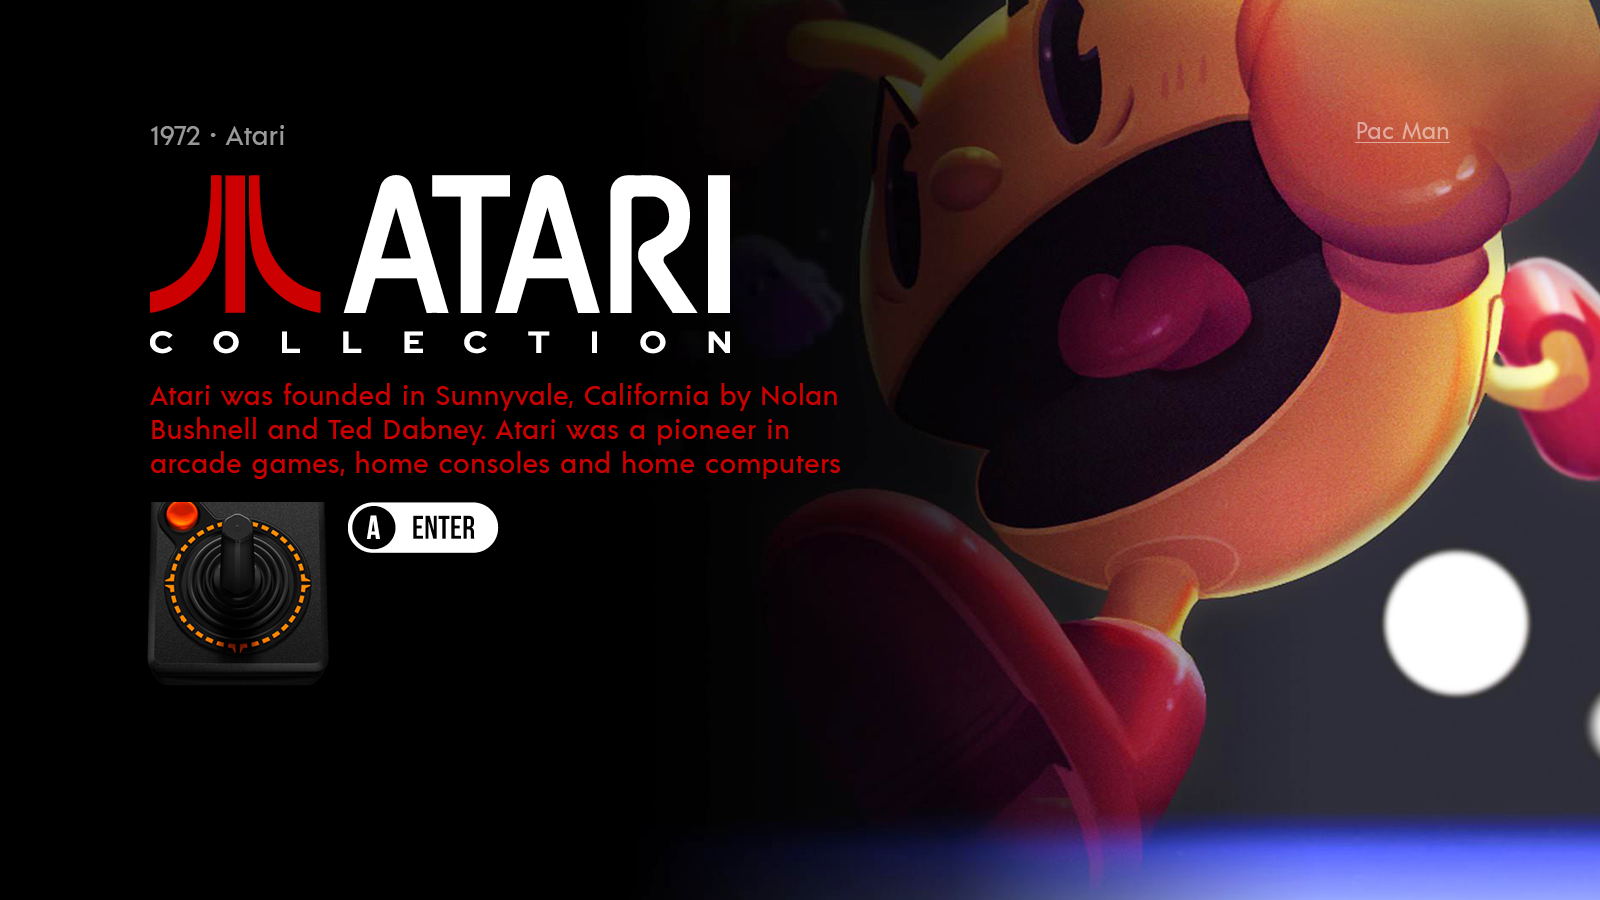 1972 · Atari
Pac Man
ATARI
COLLECTION
Atari was founded in Sunnyvale, California by Nolan
Bushnell and Ted Dabney. Atari was a pioneer in
arcade games, home consoles and home computers
A ENTER